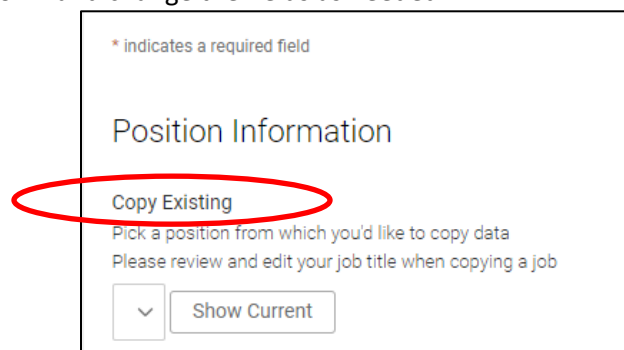 * indicates a required field
Position Information
Copy Existing
Pick a position from which you'd like to copy data
Please review and edit your job title when copying a job
Show Current